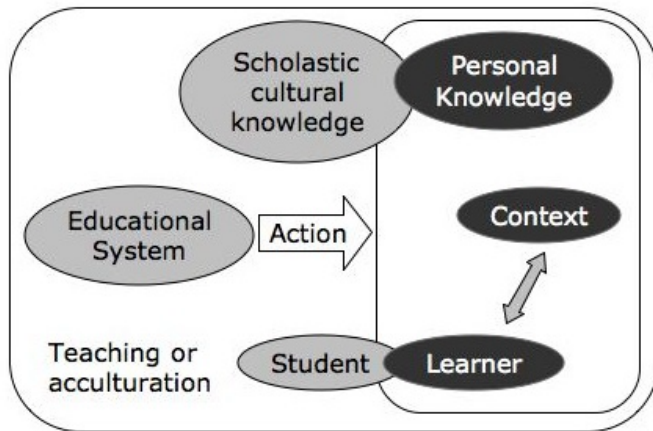 Scholastic
cultural
knowledge
Personal
Knowledge
Educational
System
Action
Context
Teaching or
acculturation
Student
Learner